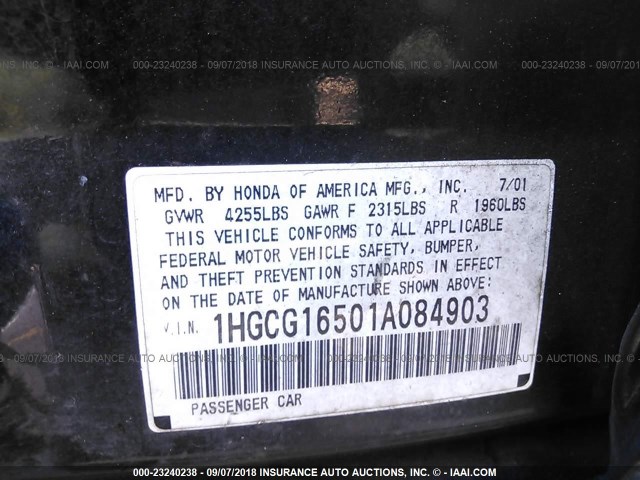 000-23240238 - 09/07/2018 INSURANCE AUTO AUCTIONS, INC. - © IAAI.COM
MFD. BY HONDA OF AMERICA MFG., INC. 7/01
GVWR 4255LBS GAWR F 2315LBS R 1960LBS
THIS VEHICLE CONFORMS TO ALL APPLICABLE
FEDERAL MOTOR VEHICLE SAFETY, BUMPER,
AND THEFT PREVENTION STANDARDS IN EFFECT
ON THE DATE OF MANUFACTURE SHOWN ABOVE:
V.I.N. 1HGCG16501A084903
PASSENGER CAR
000-23240238 - 09/07/2018 INSURANCE AUTO AUCTIONS, INC. - © IAAI.COM